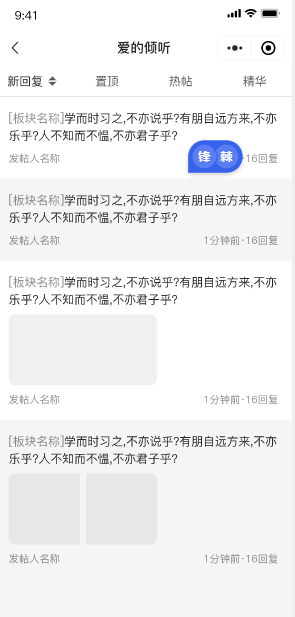 9:41
爱的倾听
新回复 置顶 热帖 精华
[板块名称]学而时习之,不亦说乎?有朋自远方来,不亦
乐乎?人不知而不愠,不亦君子乎?
发帖人名称 ·16回复
锋 棘
[板块名称]学而时习之,不亦说乎?有朋自远方来,不亦
乐乎?人不知而不愠,不亦君子乎?
发帖人名称 1分钟前·16回复
[板块名称]学而时习之,不亦说乎?有朋自远方来,不亦
乐乎?人不知而不愠,不亦君子乎?
发帖人名称 1分钟前·16回复
[板块名称]学而时习之,不亦说乎?有朋自远方来,不亦
乐乎?人不知而不愠,不亦君子乎?
发帖人名称 1分钟前·16回复